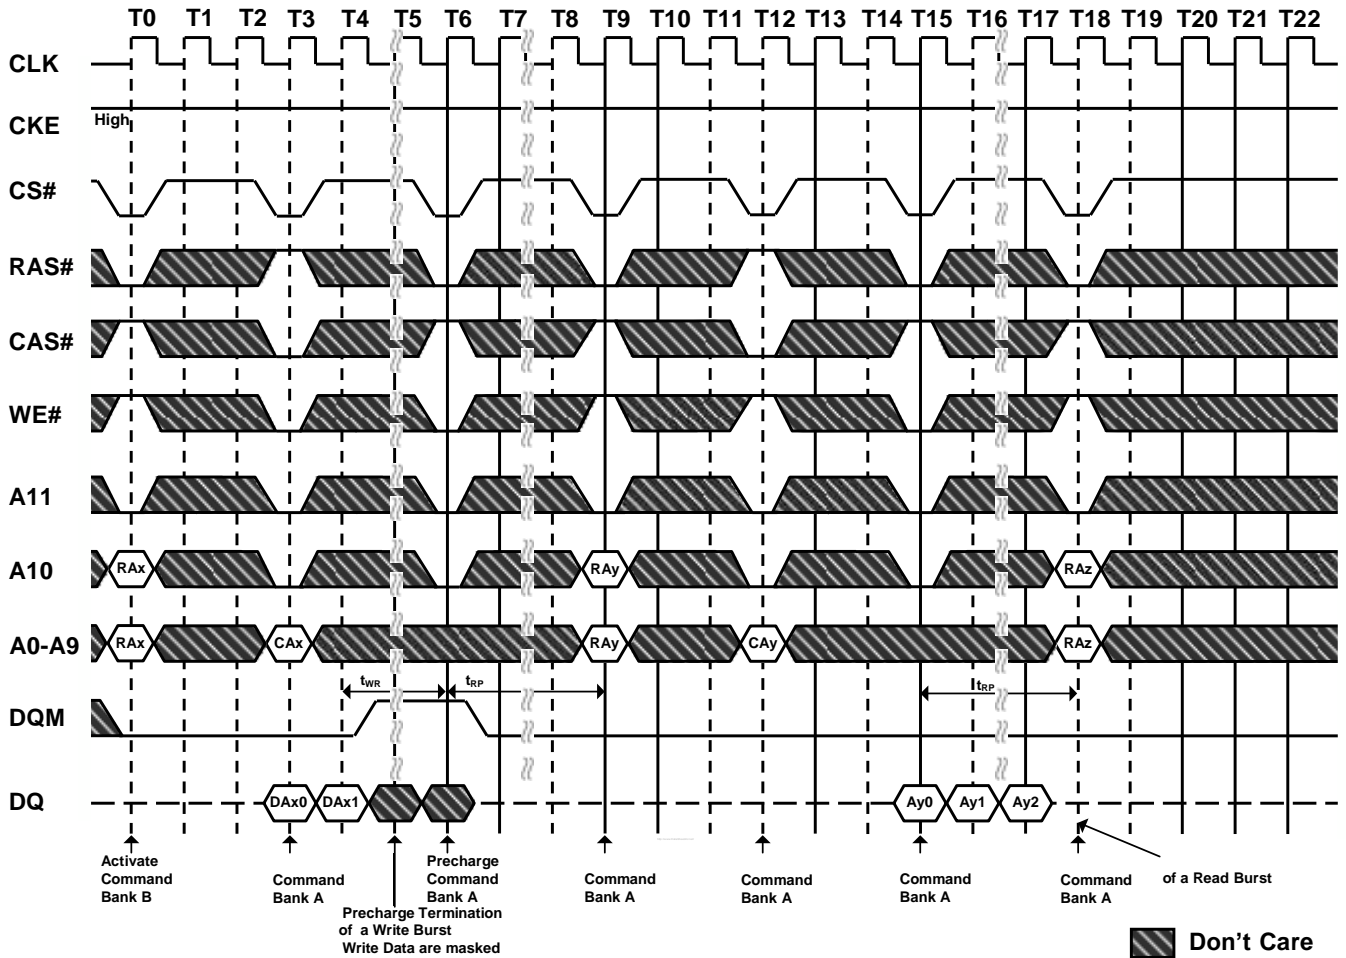 T0 T1 T2 T3 T4 T5 T6 T7 T8 T9 T10 T11 T12 T13 T14 T15 T16 T17 T18 T19 T20 T21 T22
CLK
CKE
High
CS#
RAS#
CAS#
WE#
A11
A10
RAx RAy RAz
A0-A9
RAx CAx RAy CAy RAz
tWR tRP tRP
DQM
DQ
DAx0 DAx1 Ay0 Ay1 Ay2
Activate
Command
Bank B
Command
Bank A
Precharge Termination
of a Write Burst
Write Data are masked
Precharge
Command
Bank A
Command
Bank A
Command
Bank A
Command
Bank A
Command
Bank A
of a Read Burst
Don't Care